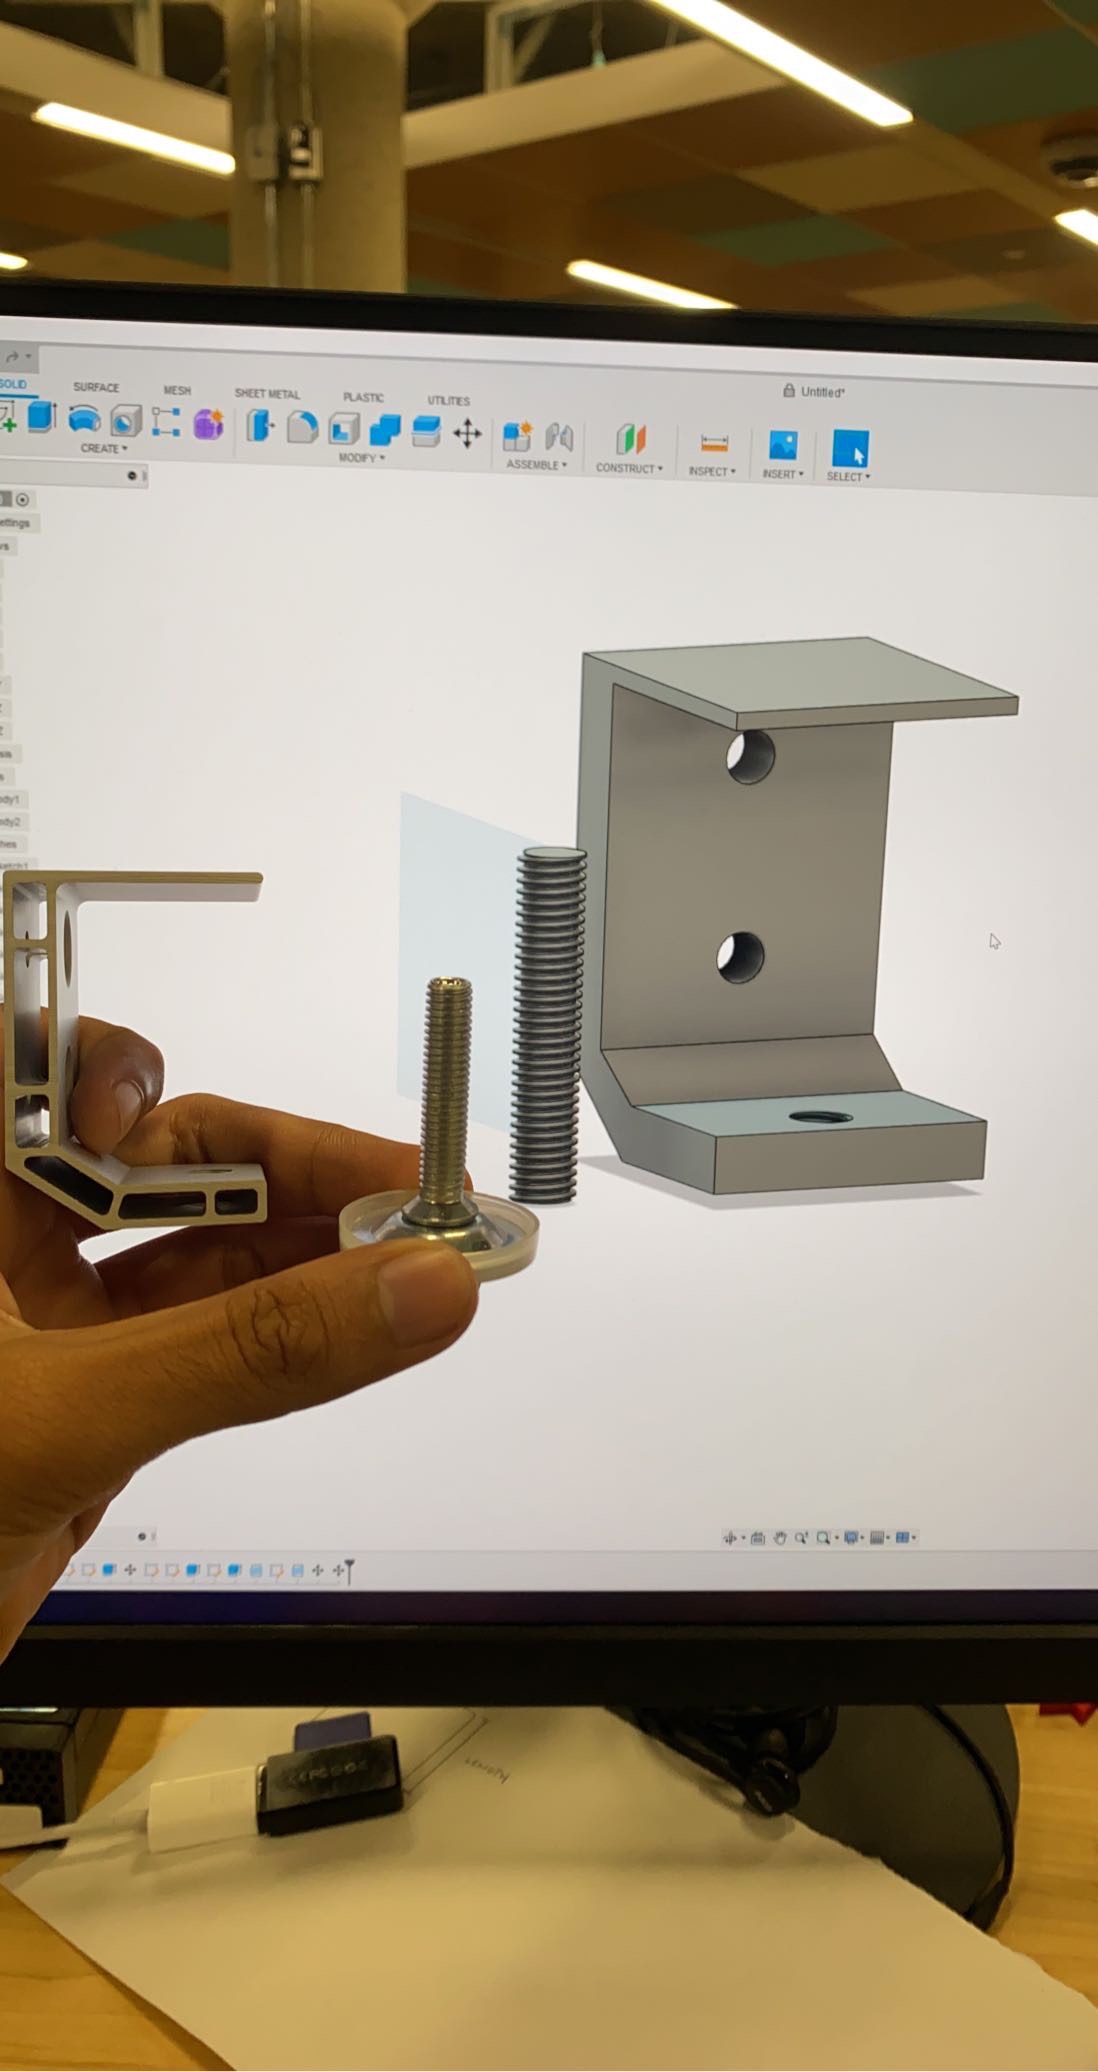 Untitled*
SOLID
SURFACE
MESH
SHEET METAL
PLASTIC
UTILITIES
CREATE
MODIFY
ASSEMBLE
CONSTRUCT
INSPECT
INSERT
SELECT
ettings
ody1
ody2
hes